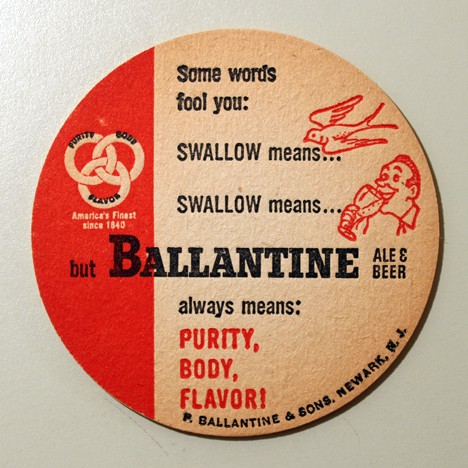 Some words
fool you:
SWALLOW means...
SWALLOW means...
PURITY BODY
FLAVOR
America's Finest
since 1840
but BALLANTINE ALE & BEER
always means:
PURITY,
BODY,
FLAVOR!
P. BALLANTINE & SONS, NEWARK, N. J.